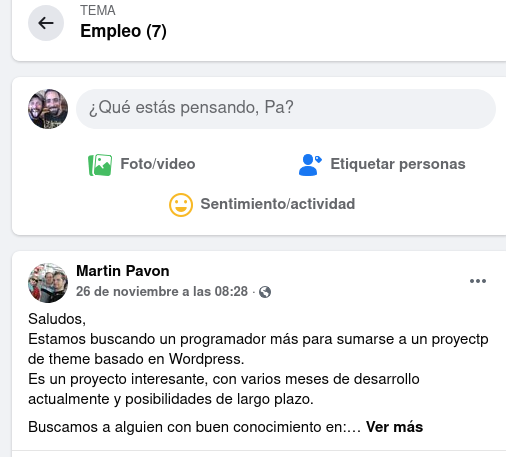 TEMA
Empleo (7)
¿Qué estás pensando, Pa?
Foto/video
Etiquetar personas
Sentimiento/actividad
Martin Pavon
26 de noviembre a las 08:28 ·
Saludos,
Estamos buscando un programador más para sumarse a un proyectp
de theme basado en Wordpress.
Es un proyecto interesante, con varios meses de desarrollo
actualmente y posibilidades de largo plazo.
Buscamos a alguien con buen conocimiento en:… Ver más